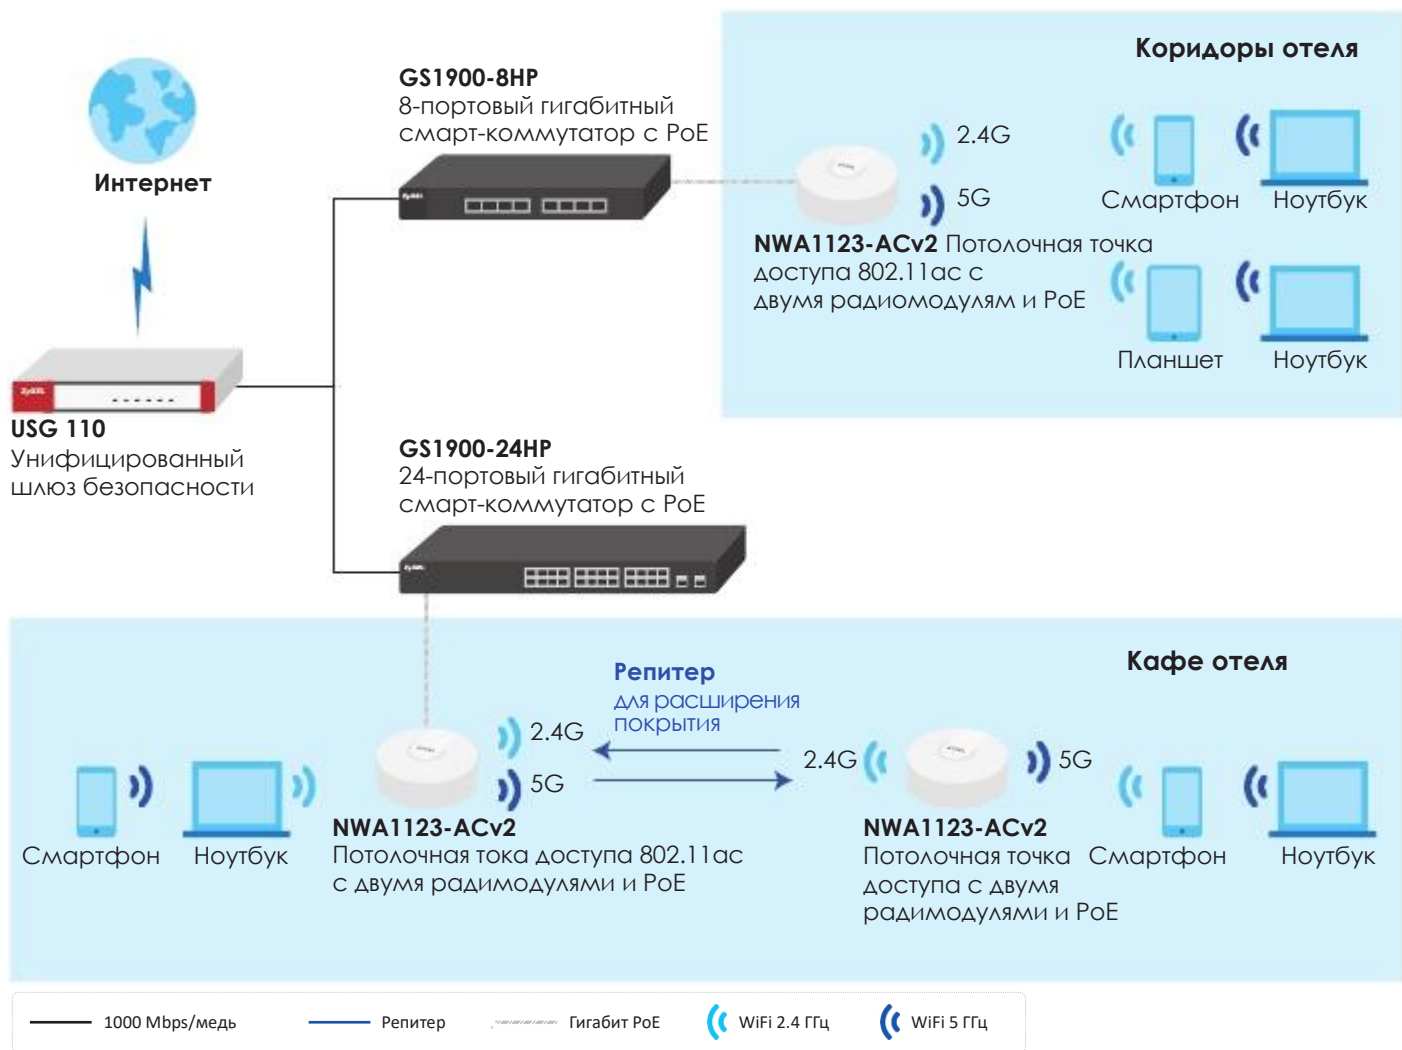 Коридоры отеля
GS1900-8HP
8-портовый гигабитный
смарт-коммутатор с PoE
Интернет
2.4G
5G
Смартфон
Ноутбук
NWA1123-ACv2 Потолочная точка
доступа 802.11ac с
двумя радиомодулям и PoE
Планшет
Ноутбук
ZyXEL
USG 110
Унифицированный
шлюз безопасности
GS1900-24HP
24-портовый гигабитный
смарт-коммутатор с PoE
Кафе отеля
Репитер
для расширения
покрытия
2.4G
5G
2.4G
5G
Смартфон
Ноутбук
NWA1123-ACv2
Потолочная тока доступа 802.11ac
с двумя радимодулями и PoE
NWA1123-ACv2
Потолочная точка
доступа с двумя
радимодулями и PoE
Смартфон
Ноутбук
1000 Mbps/медь
Репитер
Гигабит PoE
WiFi 2.4 ГГц
WiFi 5 ГГц